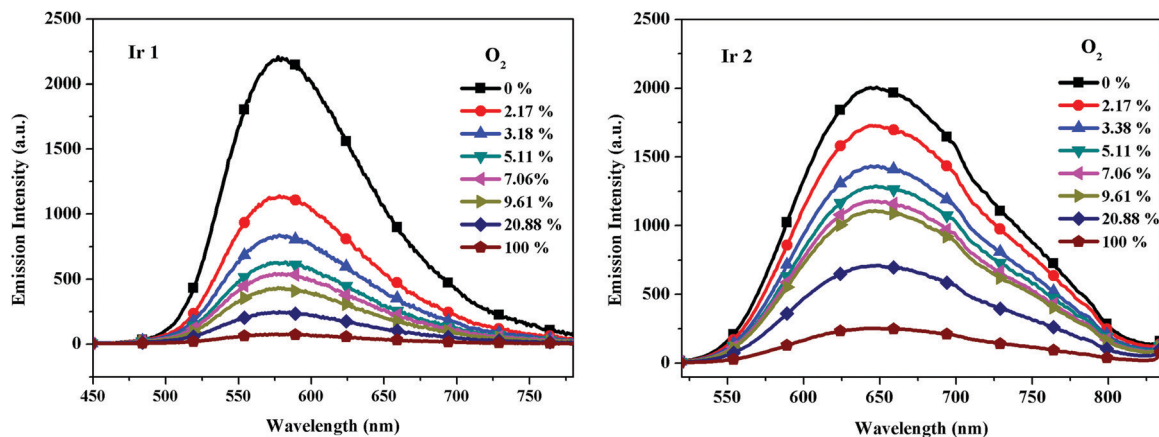 2500
2000
1500
1000
500
0
Emission Intensity (a.u.)
Ir 1
O2
0 %
2.17 %
3.18 %
5.11 %
7.06%
9.61 %
20.88 %
100 %
450 500 550 600 650 700 750
Wavelength (nm)
2500
2000
1500
1000
500
0
Emission Intensity (a.u.)
Ir 2
O2
0 %
2.17 %
3.38 %
5.11 %
7.06 %
9.61 %
20.88 %
100 %
550 600 650 700 750 800
Wavelength (nm)